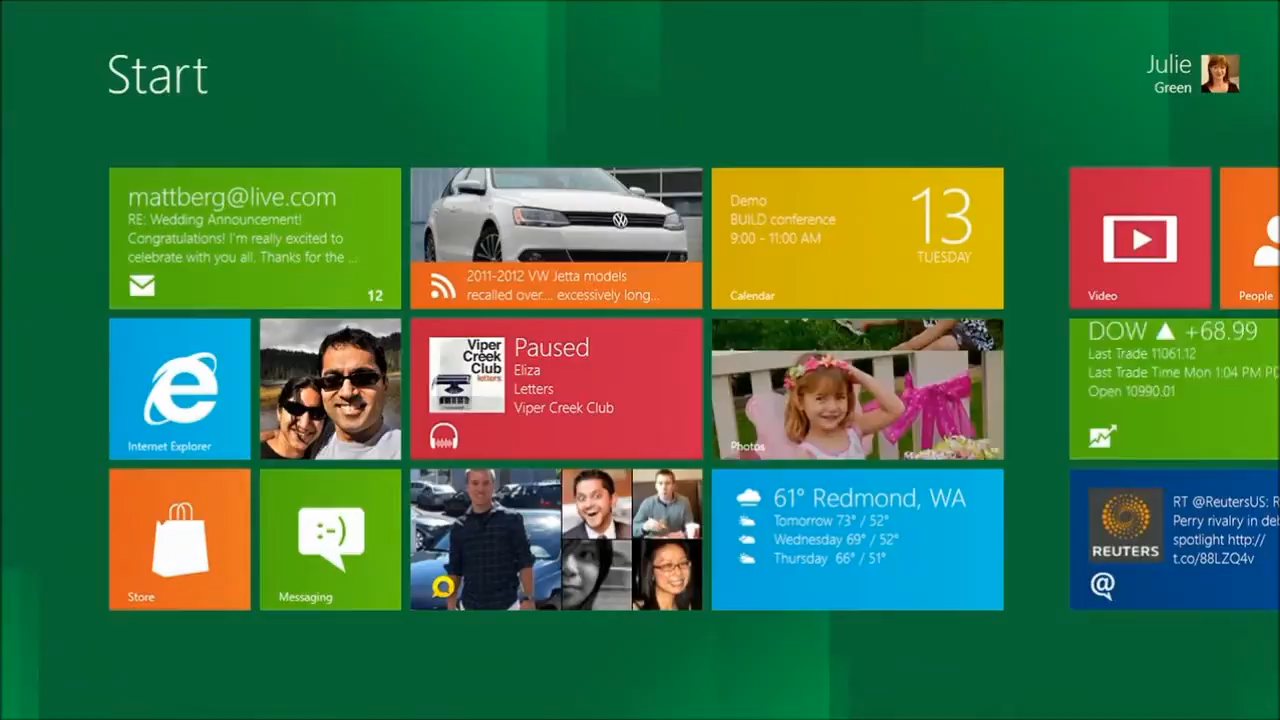 Start
Julie
Green
mattberg@live.com
RE: Wedding Announcement!
Congratulations! I'm really excited to
celebrate with you all. Thanks for the ...
12
2011-2012 VW Jetta models
recalled over.... excessively long...
Demo
BUILD conference
9:00 - 11:00 AM
13
TUESDAY
Calendar
Video
People
Internet Explorer
Viper
Creek
Club
letters
Paused
Eliza
Letters
Viper Creek Club
Photos
DOW ▲ +68.99
Last Trade 11061.12
Last Trade Time Mon 1:04 PM
Open 10990.01
Store
:-)
Messaging
61° Redmond, WA
Tomorrow 73° / 52°
Wednesday 69° / 52°
Thursday 66° / 51°
REUTERS
RT @ReutersUS:
Perry rivalry in
spotlight http://
t.co/88LZQ4v
@